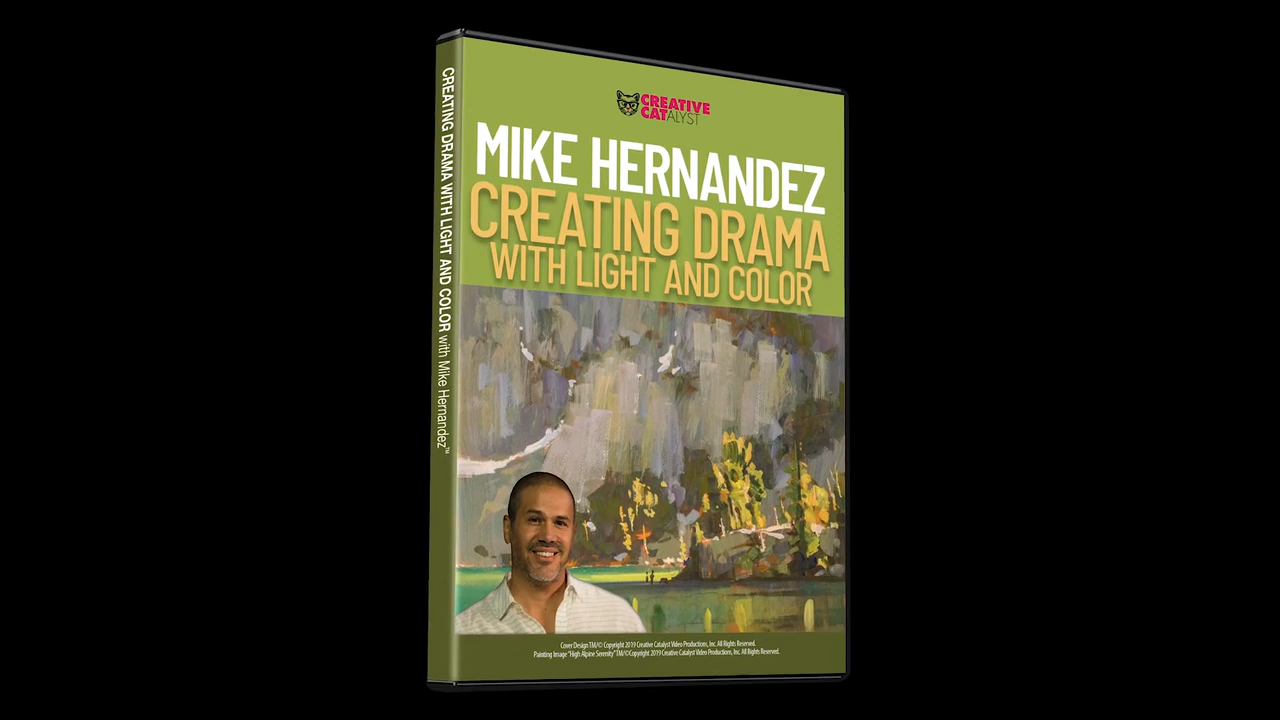 CREATIVE
CATALYST
MIKE HERNANDEZ
CREATING DRAMA
WITH LIGHT AND COLOR
CREATING DRAMA WITH LIGHT AND COLOR with Mike Hernandez™
Cover Design TM/© Copyright 2019 Creative Catalyst Video Productions, Inc. All Rights Reserved.
Painting Image "High Alpine Serenity" TM/©Copyright 2019 Creative Catalyst Video Productions, Inc. All Rights Reserved.